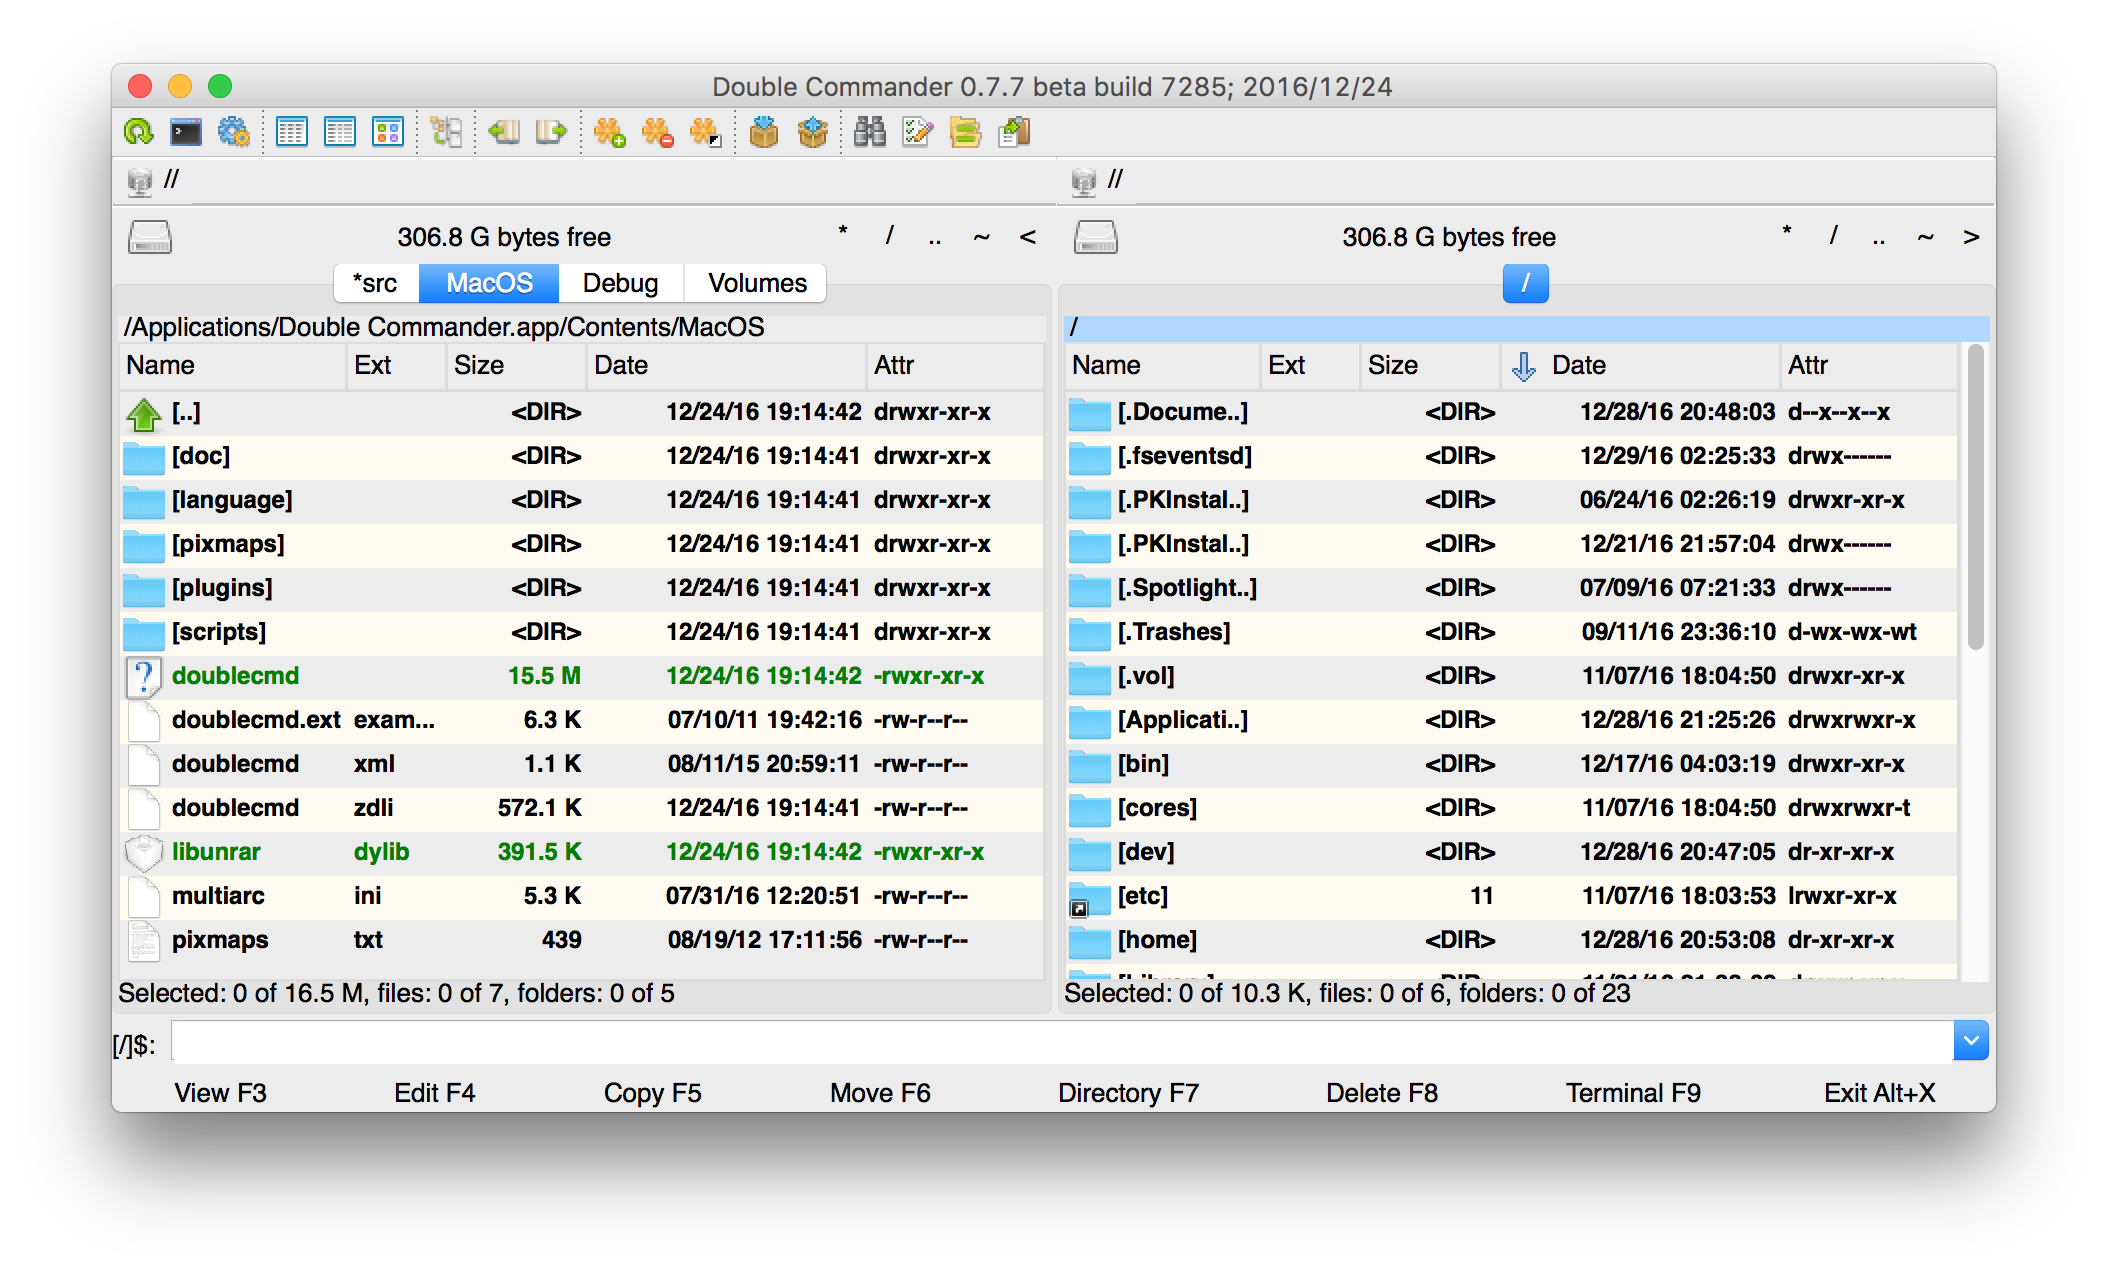 Double Commander 0.7.7 beta build 7285; 2016/12/24
//
306.8 G bytes free * / .. ~ <
*src MacOS Debug Volumes
/Applications/Double Commander.app/Contents/MacOS
Name Ext Size Date Attr
[..] <DIR> 12/24/16 19:14:42 drwxr-xr-x
[doc] <DIR> 12/24/16 19:14:41 drwxr-xr-x
[language] <DIR> 12/24/16 19:14:41 drwxr-xr-x
[pixmaps] <DIR> 12/24/16 19:14:41 drwxr-xr-x
[plugins] <DIR> 12/24/16 19:14:41 drwxr-xr-x
[scripts] <DIR> 12/24/16 19:14:41 drwxr-xr-x
doublecmd 15.5 M 12/24/16 19:14:42 -rwxr-xr-x
doublecmd.ext exam... 6.3 K 07/10/11 19:42:16 -rw-r--r--
doublecmd xml 1.1 K 08/11/15 20:59:11 -rw-r--r--
doublecmd zdli 572.1 K 12/24/16 19:14:41 -rw-r--r--
libunrar dylib 391.5 K 12/24/16 19:14:42 -rwxr-xr-x
multiarc ini 5.3 K 07/31/16 12:20:51 -rw-r--r--
pixmaps txt 439 08/19/12 17:11:56 -rw-r--r--
Selected: 0 of 16.5 M, files: 0 of 7, folders: 0 of 5
//
306.8 G bytes free * / .. ~ >
/
/
Name Ext Size Date Attr
[.Docume..] <DIR> 12/28/16 20:48:03 d--x--x--x
[.fseventsd] <DIR> 12/29/16 02:25:33 drwx------
[.PKInstal..] <DIR> 06/24/16 02:26:19 drwxr-xr-x
[.PKInstal..] <DIR> 12/21/16 21:57:04 drwx------
[.Spotlight..] <DIR> 07/09/16 07:21:33 drwx------
[.Trashes] <DIR> 09/11/16 23:36:10 d-wx-wx-wt
[.vol] <DIR> 11/07/16 18:04:50 drwxr-xr-x
[Applicati..] <DIR> 12/28/16 21:25:26 drwxrwxr-x
[bin] <DIR> 12/17/16 04:03:19 drwxr-xr-x
[cores] <DIR> 11/07/16 18:04:50 drwxrwxr-t
[dev] <DIR> 12/28/16 20:47:05 dr-xr-xr-x
[etc] 11 11/07/16 18:03:53 lrwxr-xr-x
[home] <DIR> 12/28/16 20:53:08 dr-xr-xr-x
Selected: 0 of 10.3 K, files: 0 of 6, folders: 0 of 23
[/]$:
View F3 Edit F4 Copy F5 Move F6 Directory F7 Delete F8 Terminal F9 Exit Alt+X